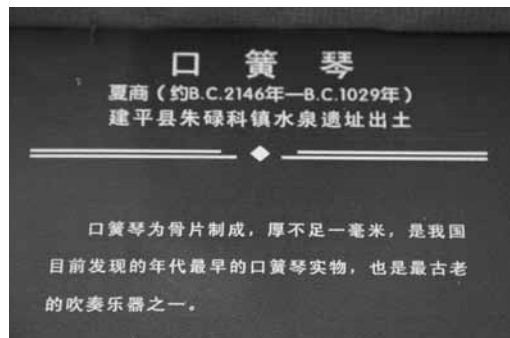 口簧琴
夏商（约B.C.2146年—B.C.1029年）
建平县朱碌科镇水泉遗址出土
口簧琴为骨片制成，厚不足一毫米，是我国
目前发现的年代最早的口簧琴实物，也是最古老
的吹奏乐器之一。